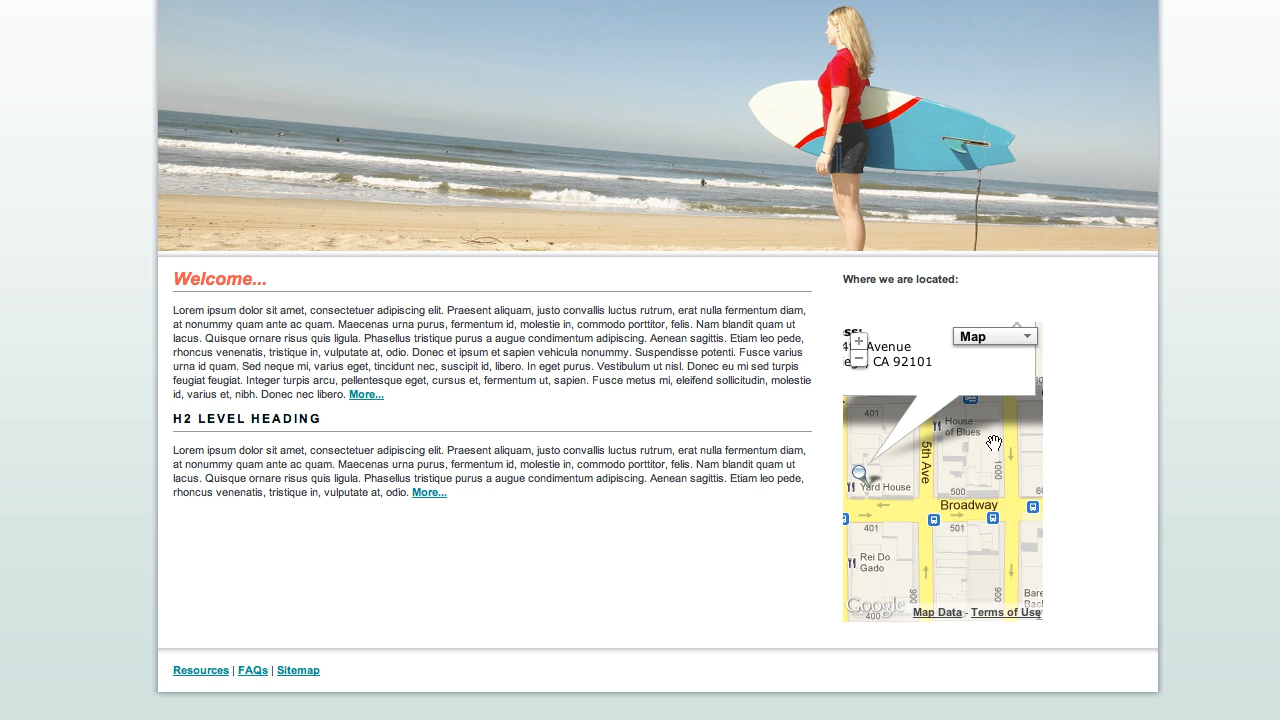 Welcome...
Lorem ipsum dolor sit amet, consectetuer adipiscing elit. Praesent aliquam, justo convallis luctus rutrum, erat nulla fermentum diam,
at nonummy quam ante ac quam. Maecenas urna purus, fermentum id, molestie in, commodo porttitor, felis. Nam blandit quam ut
lacus. Quisque ornare risus quis ligula. Phasellus tristique purus a augue condimentum adipiscing. Aenean sagittis. Etiam leo pede,
rhoncus venenatis, tristique in, vulputate at, odio. Donec et ipsum et sapien vehicula nonummy. Suspendisse potenti. Fusce varius
urna id quam. Sed neque mi, varius eget, tincidunt nec, suscipit id, libero. In eget purus. Vestibulum ut nisl. Donec eu mi sed turpis
feugiat feugiat. Integer turpis arcu, pellentesque eget, cursus et, fermentum ut, sapien. Fusce metus mi, eleifend sollicitudin, molestie
id, varius et, nibh. Donec nec libero. More...
H2 LEVEL HEADING
Lorem ipsum dolor sit amet, consectetuer adipiscing elit. Praesent aliquam, justo convallis luctus rutrum, erat nulla fermentum diam,
at nonummy quam ante ac quam. Maecenas urna purus, fermentum id, molestie in, commodo porttitor, felis. Nam blandit quam ut
lacus. Quisque ornare risus quis ligula. Phasellus tristique purus a augue condimentum adipiscing. Aenean sagittis. Etiam leo pede,
rhoncus venenatis, tristique in, vulputate at, odio. More...
Where we are located:
Map
Avenue
CA 92101
401
House
of Blues
5th Ave
1000
Yard House
500
Broadway
401
501
Rei Do
Gado
900
900
400
Google
Map Data - Terms of Use
Resources | FAQs | Sitemap